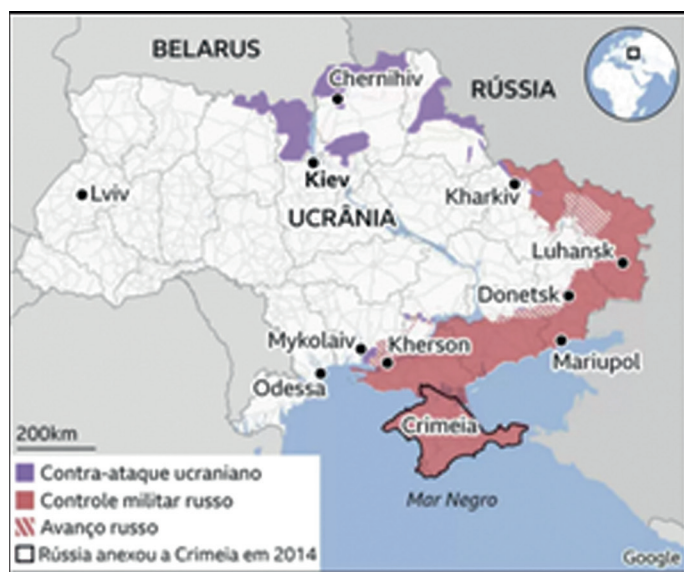 BELARUS
Chernihiv
RÚSSIA
Kiev
Lviv
Kharkiv
UCRÂNIA
Luhansk
Donetsk
Mykolaiv
Kherson
Mariupol
Odessa
Crimeia
200km
Contra-ataque ucraniano
Controle militar russo
Mar Negro
Avanço russo
Rússia anexou a Crimeia em 2014
Google